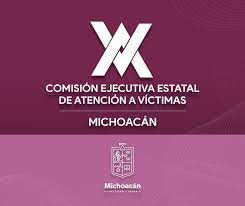 COMISIÓN EJECUTIVA ESTATAL
DE ATENCIÓN A VÍCTIMAS
MICHOACÁN
Michoacán